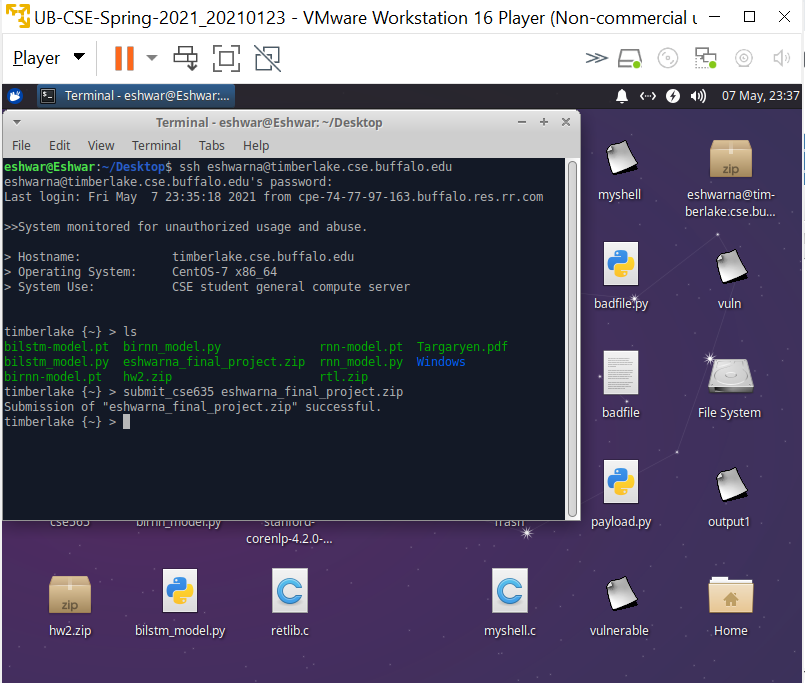 UB-CSE-Spring-2021_20210123 - VMware Workstation 16 Player (Non-commercial u
Player
Terminal - eshwar@Eshwar:...
07 May, 23:37
Terminal - eshwar@Eshwar: ~/Desktop
File Edit View Terminal Tabs Help
eshwar@Eshwar:~/Desktop$ ssh eshwarna@timberlake.cse.buffalo.edu
eshwarna@timberlake.cse.buffalo.edu's password:
Last login: Fri May  7 23:35:18 2021 from cpe-74-77-97-163.buffalo.res.rr.com
>>System monitored for unauthorized usage and abuse.
> Hostname: timberlake.cse.buffalo.edu
> Operating System: CentOS-7 x86_64
> System Use: CSE student general compute server
timberlake {~} > ls
bilstm-model.pt birnn_model.py rnn-model.pt Targaryen.pdf
bilstm_model.py eshwarna_final_project.zip rnn_model.py Windows
birnn-model.pt hw2.zip rtl.zip
timberlake {~} > submit_cse635 eshwarna_final_project.zip
Submission of "eshwarna_final_project.zip" successful.
timberlake {~} >
myshell
zip
eshwarna@tim-
berlake.cse.bu...
badfile.py
vuln
badfile
File System
cse565
birnn_model.py
stanford-
corenlp-4.2.0-...
Trash
payload.py
output1
zip
hw2.zip
bilstm_model.py
C
retlib.c
C
myshell.c
vulnerable
Home